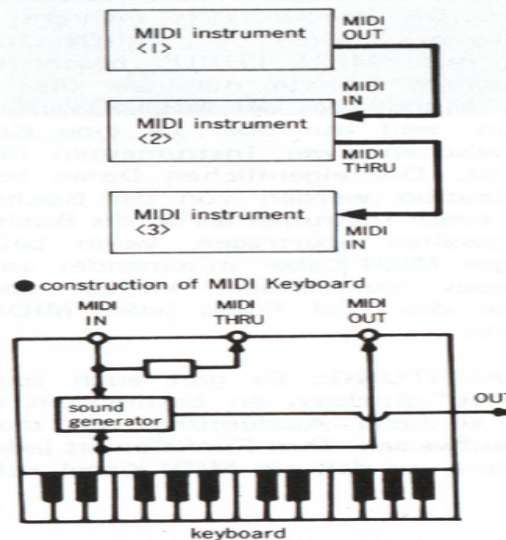 MIDI instrument
<1>
MIDI
OUT
MIDI
IN
MIDI instrument
<2>
MIDI
THRU
MIDI instrument
<3>
MIDI
IN
● construction of MIDI Keyboard
MIDI
IN
MIDI
THRU
MIDI
OUT
sound
generator
OUT
keyboard